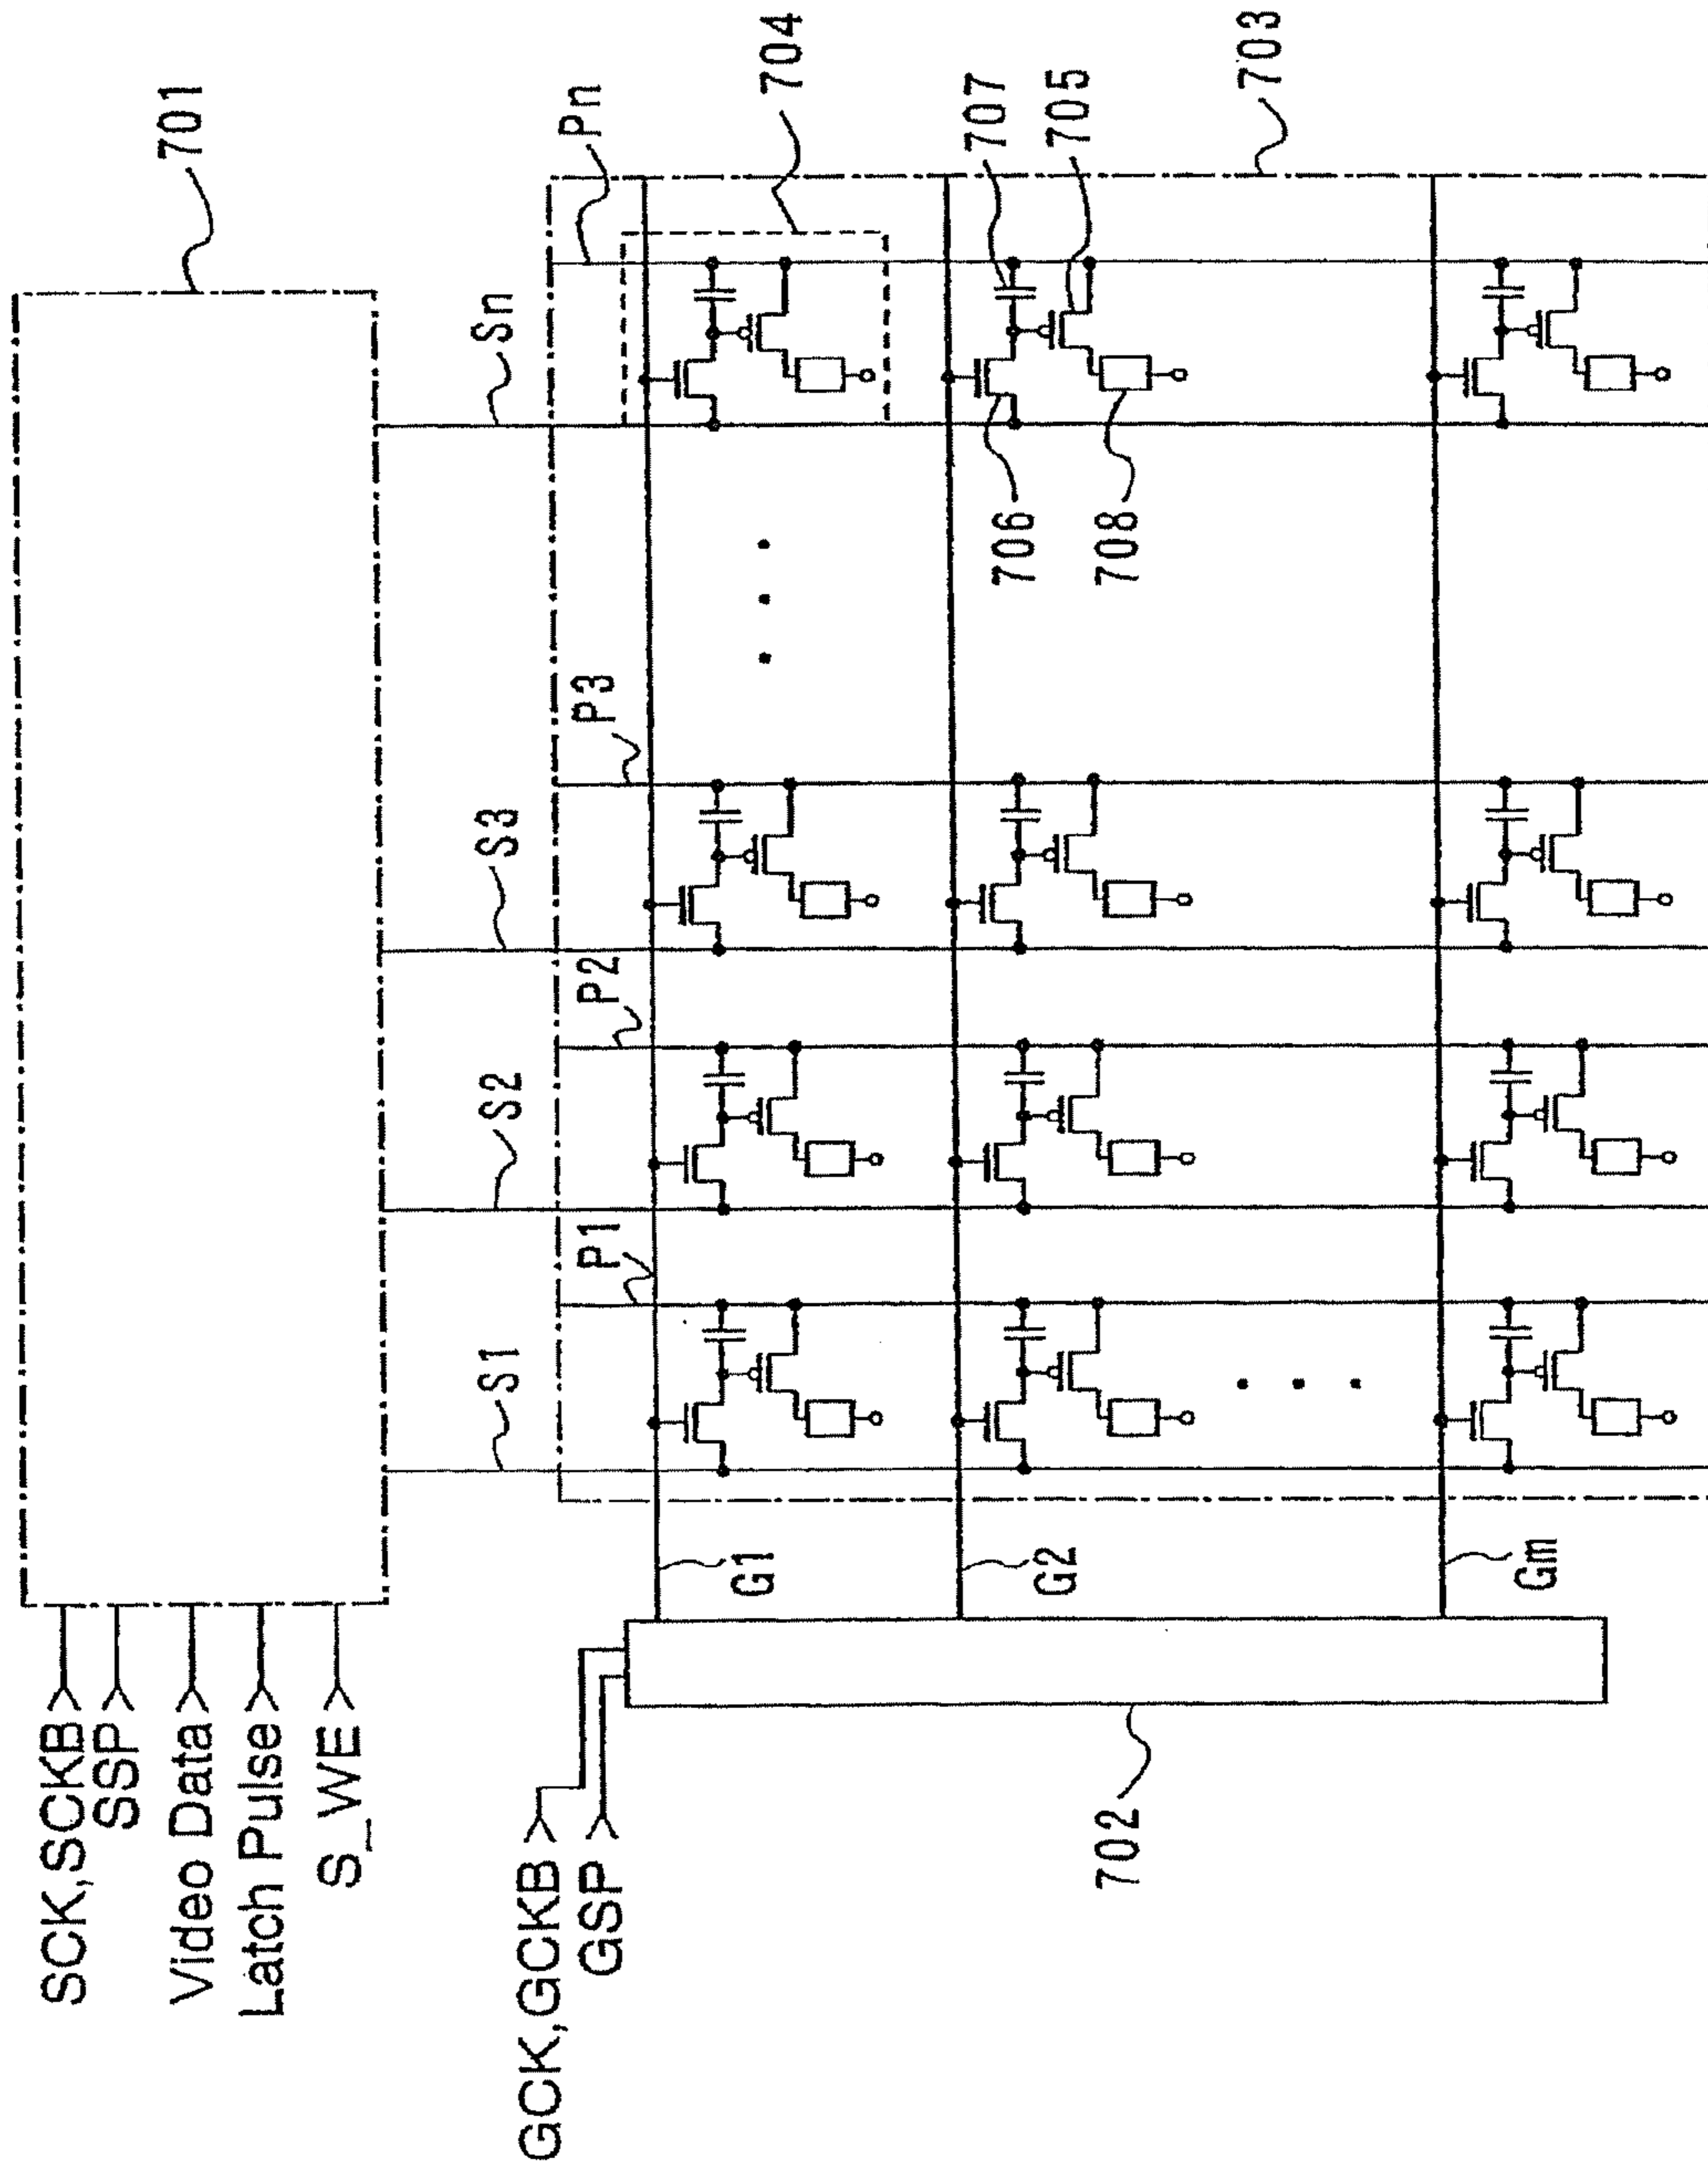 SCK,SCKB
SSP
Video Data
Latch Pulse
S_WE
701
S1
S2
S3
Sn
P1
P2
P3
Pn
704
GCK,GCKB
GSP
G1
G2
Gm
702
706
708
707
705
703